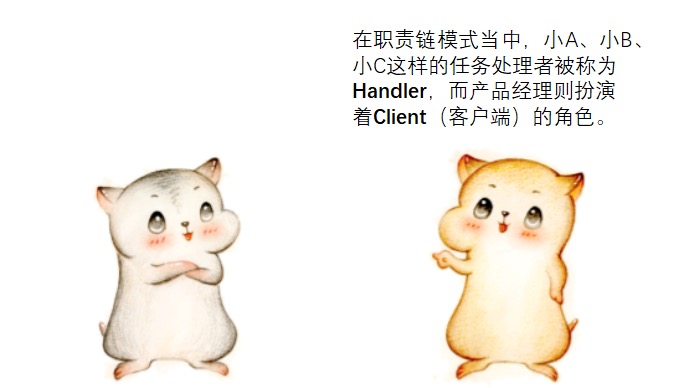 在职责链模式当中，小A、小B、
小C这样的任务处理者被称为
Handler，而产品经理则扮演
着Client（客户端）的角色。